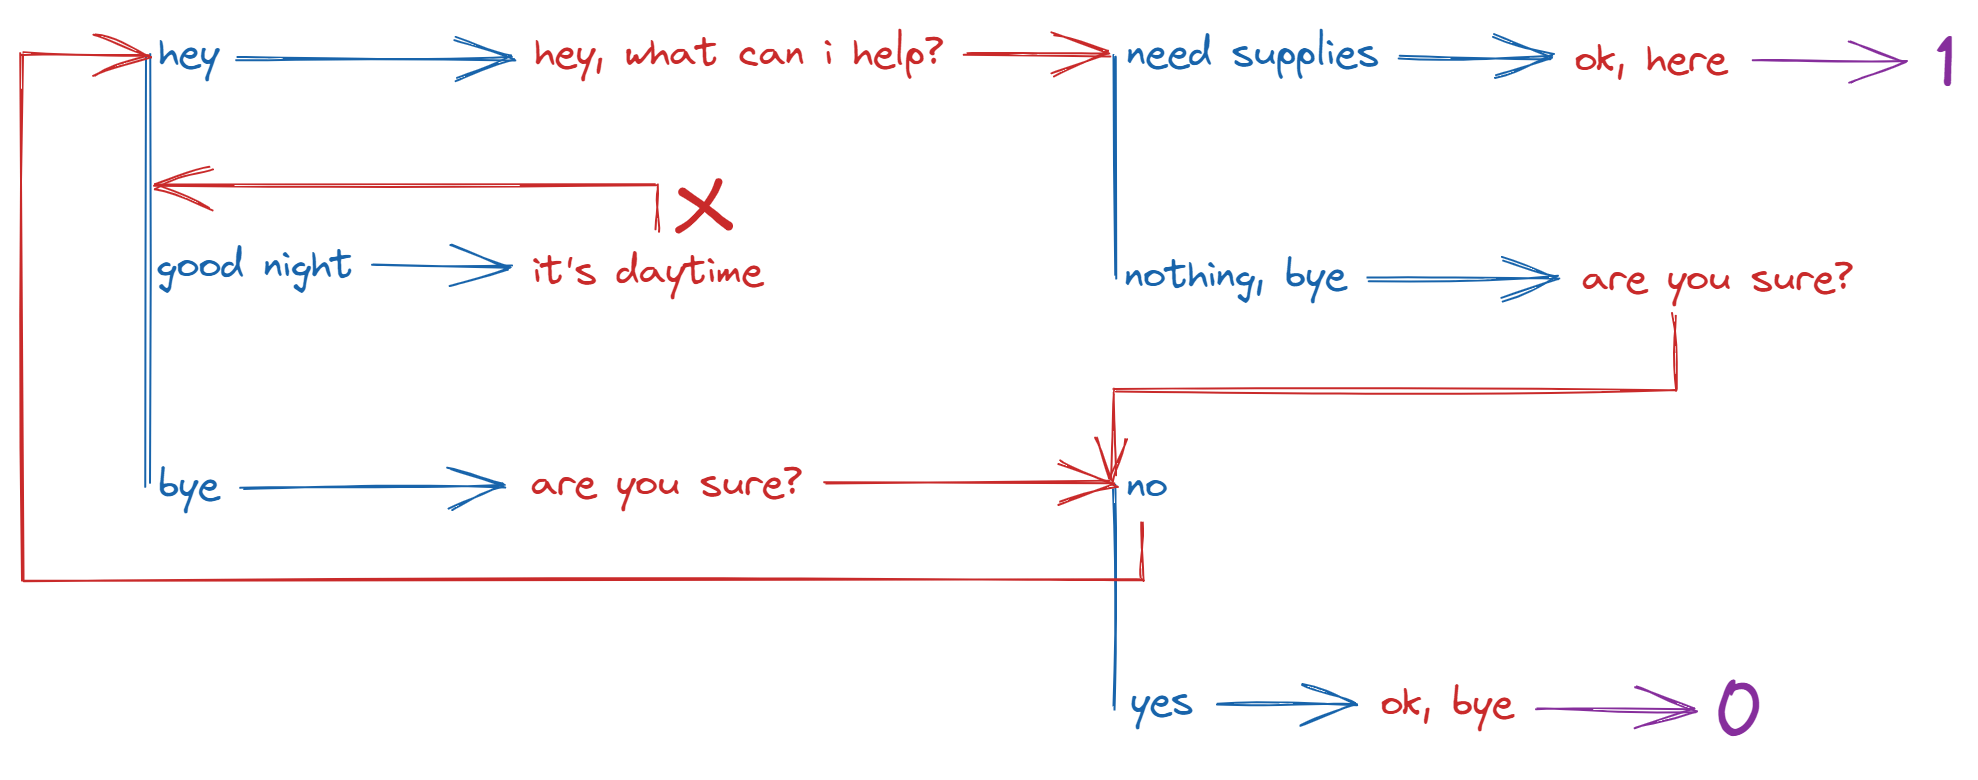 hey
hey, what can i help?
need supplies
ok, here
1
good night
it's daytime
nothing, bye
are you sure?
bye
are you sure?
no
yes
ok, bye
0